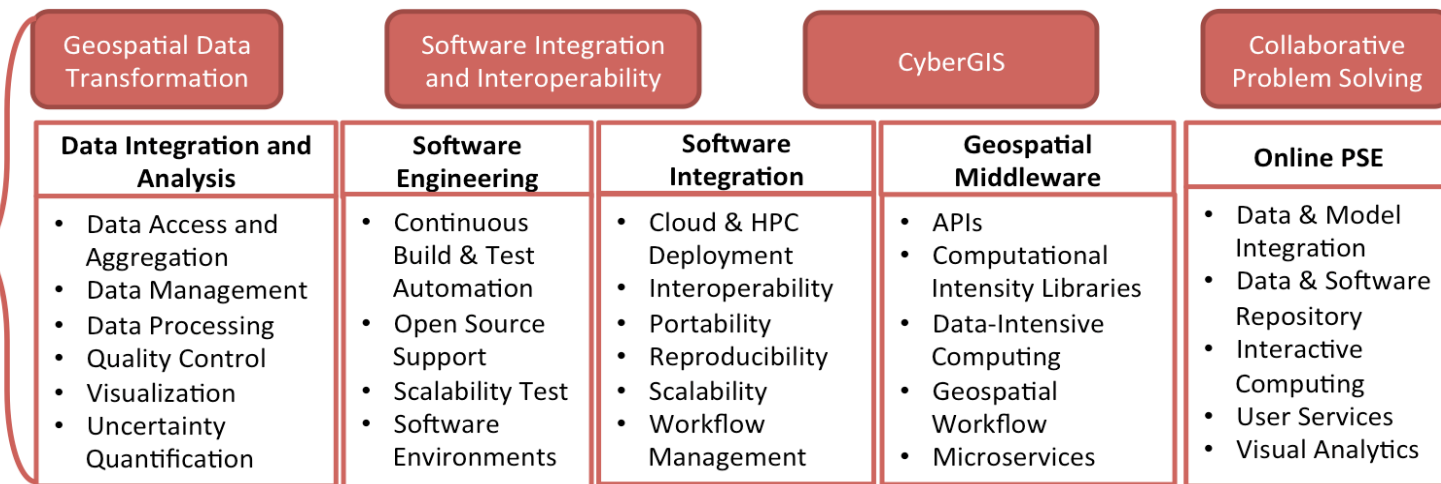 Geospatial Data
Transformation
Software Integration
and Interoperability
CyberGIS
Collaborative
Problem Solving
Data Integration and
Analysis
• Data Access and
Aggregation
• Data Management
• Data Processing
• Quality Control
• Visualization
• Uncertainty
Quantification
Software
Engineering
• Continuous
Build & Test
Automation
• Open Source
Support
• Scalability Test
• Software
Environments
Software
Integration
• Cloud & HPC
Deployment
• Interoperability
• Portability
• Reproducibility
• Scalability
• Workflow
Management
Geospatial
Middleware
• APIs
• Computational
Intensity Libraries
• Data-Intensive
Computing
• Geospatial
Workflow
• Microservices
Online PSE
• Data & Model
Integration
• Data & Software
Repository
• Interactive
Computing
• User Services
• Visual Analytics